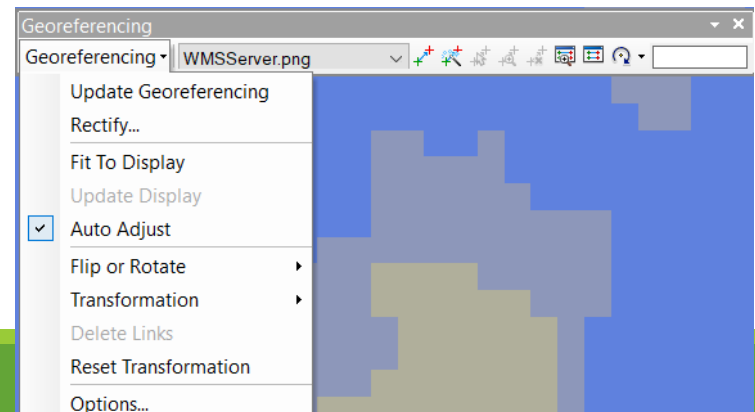 Georeferencing
Georeferencing WMSServer.png
Update Georeferencing
Rectify...
Fit To Display
Update Display
Auto Adjust
Flip or Rotate
Transformation
Delete Links
Reset Transformation
Options...